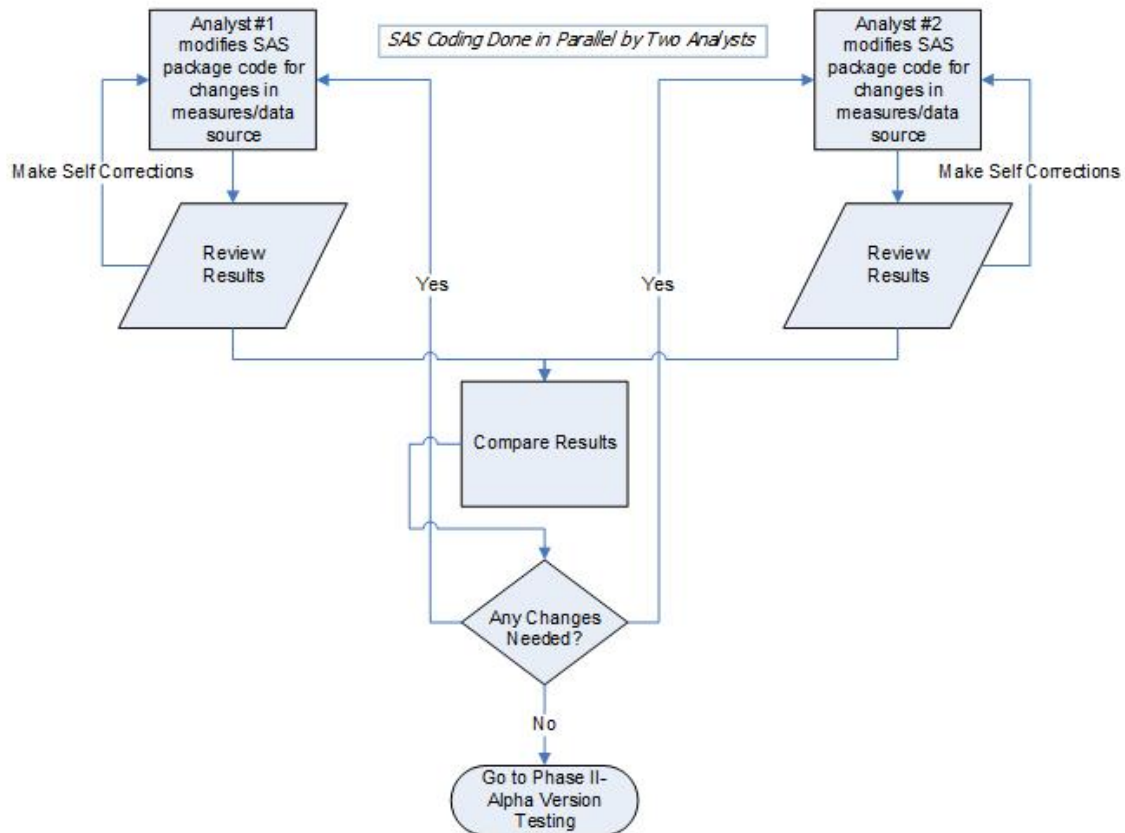 SAS Coding Done in Parallel by Two Analysts
Analyst #1
modifies SAS
package code for
changes in
measures/data
source
Analyst #2
modifies SAS
package code for
changes in
measures/data
source
Make Self Corrections
Make Self Corrections
Review
Results
Review
Results
Yes
Yes
Compare Results
Any Changes
Needed?
No
Go to Phase II-
Alpha Version
Testing